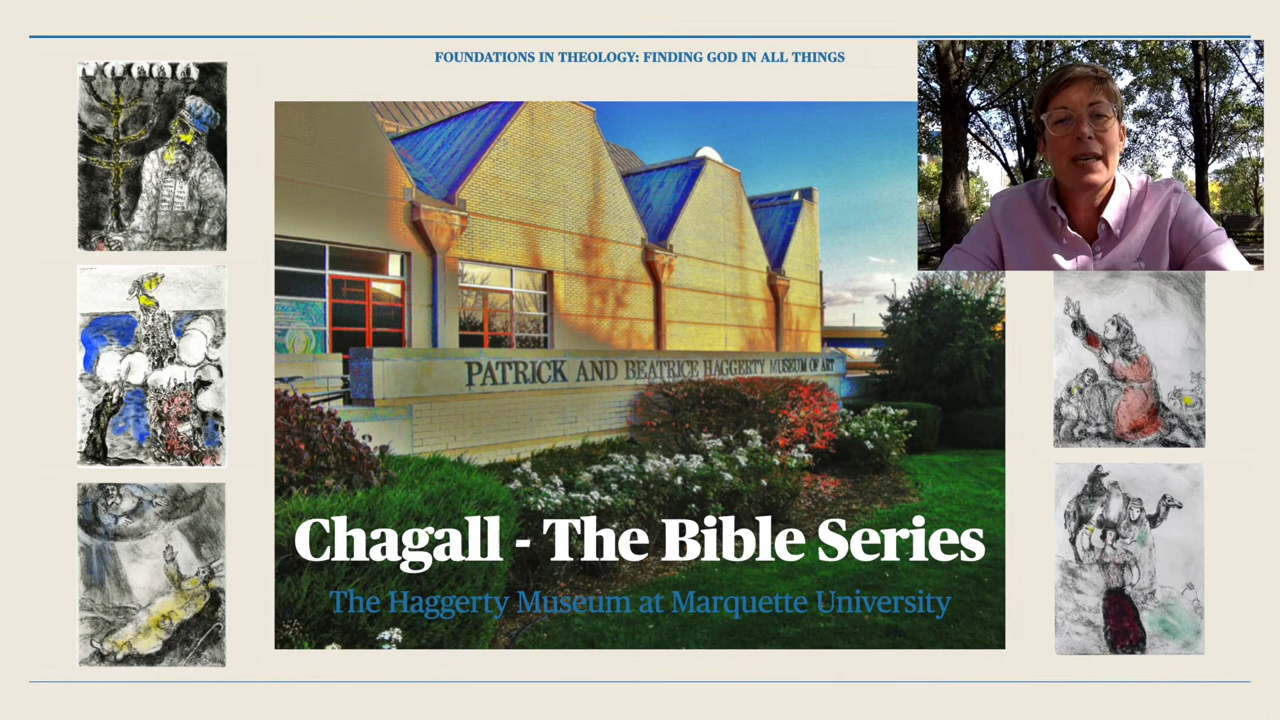 FOUNDATIONS IN THEOLOGY: FINDING GOD IN ALL THINGS
PATRICK AND BEATRICE HAGGERTY MUSEUM OF ART
Chagall - The Bible Series
The Haggerty Museum at Marquette University